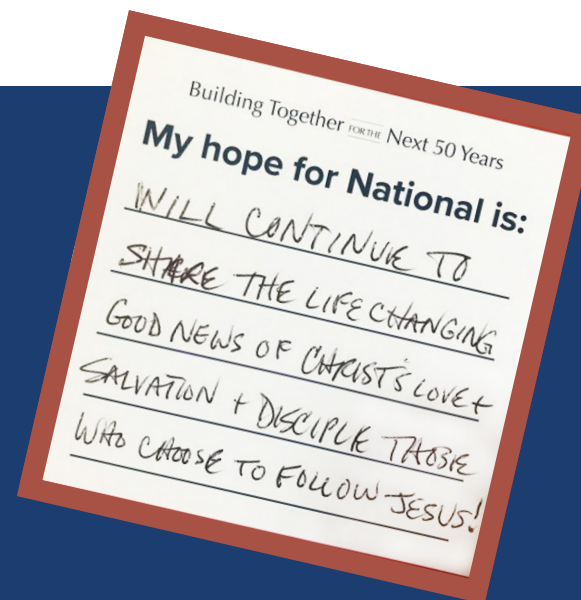 Building Together FOR THE Next 50 Years
My hope for National is:
WILL CONTINUE TO
SHARE THE LIFE CHANGING
GOOD NEWS OF CHRIST'S LOVE +
SALVATION + DISCIPLE THOSE
WHO CHOOSE TO FOLLOW JESUS!